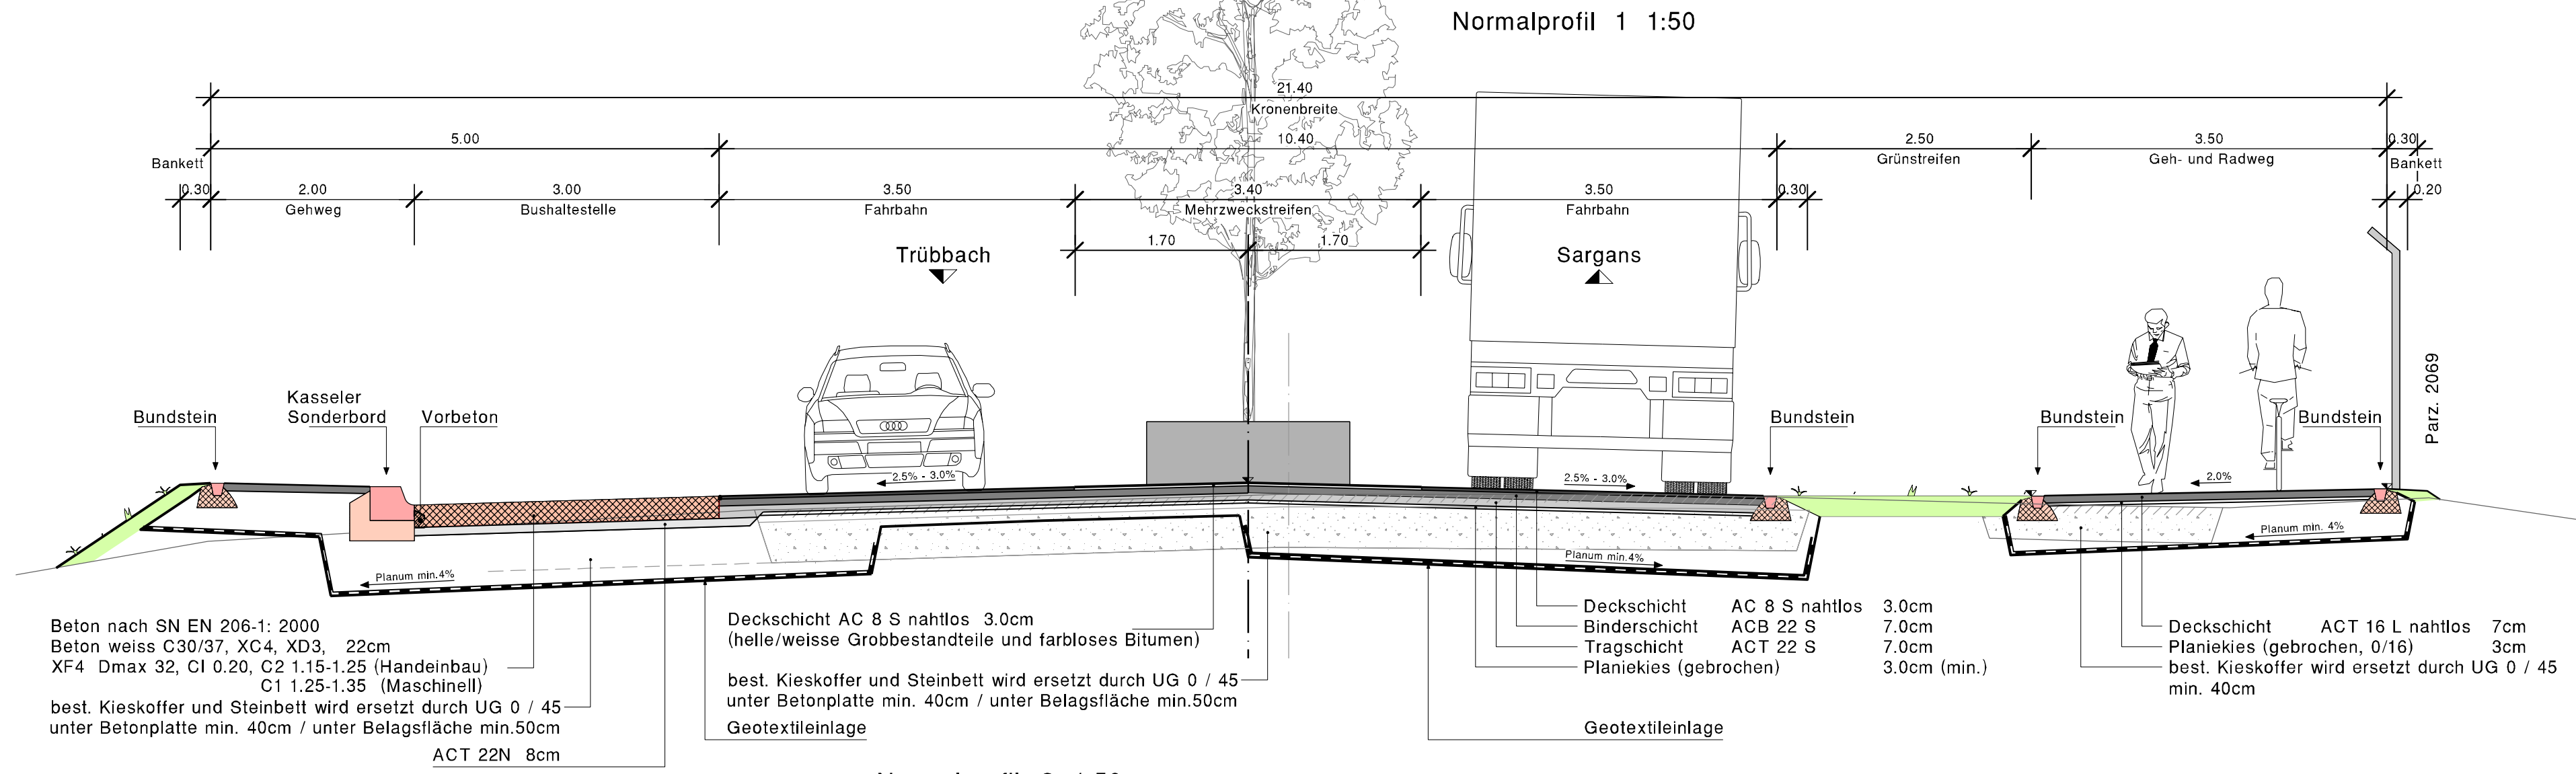 Normalprofil 1 1:50
21.40
Kronenbreite
5.00
10.40
2.50
3.50
0.30
Bankett
Grünstreifen
Geh- und Radweg
Bankett
0.30
2.00
3.00
3.50
3.40
3.50
0.30
0.20
Gehweg
Bushaltestelle
Fahrbahn
Mehrzweckstreifen
Fahrbahn
1.70
1.70
Trübbach
Sargans
Parz. 2069
Kasseler
Sonderbord
Bundstein
Vorbeton
Bundstein
Bundstein
Bundstein
2.5% - 3.0%
2.5% - 3.0%
2.0%
Planum min.4%
Planum min.4%
Planum min. 4%
Beton nach SN EN 206-1: 2000
Beton weiss C30/37, XC4, XD3, 22cm
XF4 Dmax 32, CI 0.20, C2 1.15-1.25 (Handeinbau)
C1 1.25-1.35 (Maschinell)
best. Kieskoffer und Steinbett wird ersetzt durch UG 0 / 45
unter Betonplatte min. 40cm / unter Belagsfläche min.50cm
ACT 22N 8cm
Deckschicht AC 8 S nahtlos 3.0cm
(helle/weisse Grobbestandteile und farbloses Bitumen)
best. Kieskoffer und Steinbett wird ersetzt durch UG 0 / 45
unter Betonplatte min. 40cm / unter Belagsfläche min.50cm
Geotextileinlage
Deckschicht AC 8 S nahtlos 3.0cm
Binderschicht ACB 22 S 7.0cm
Tragschicht ACT 22 S 7.0cm
Planiekies (gebrochen) 3.0cm (min.)
Geotextileinlage
Deckschicht ACT 16 L nahtlos 7cm
Planiekies (gebrochen, 0/16) 3cm
best. Kieskoffer wird ersetzt durch UG 0 / 45
min. 40cm